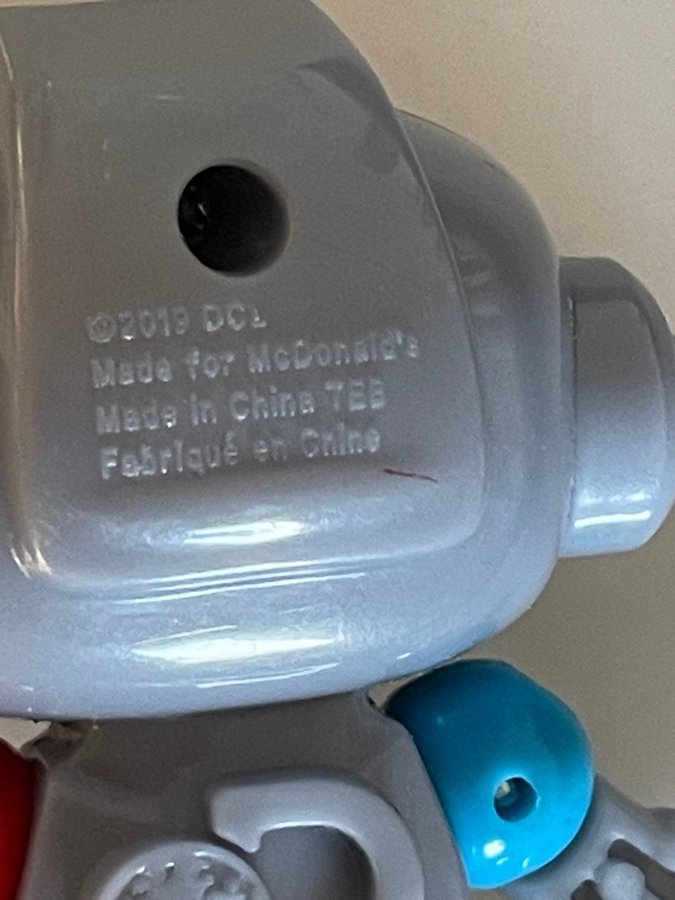 ©2019 DCL
Made for McDonald's
Made in China TEB
Fabriqué en Chine